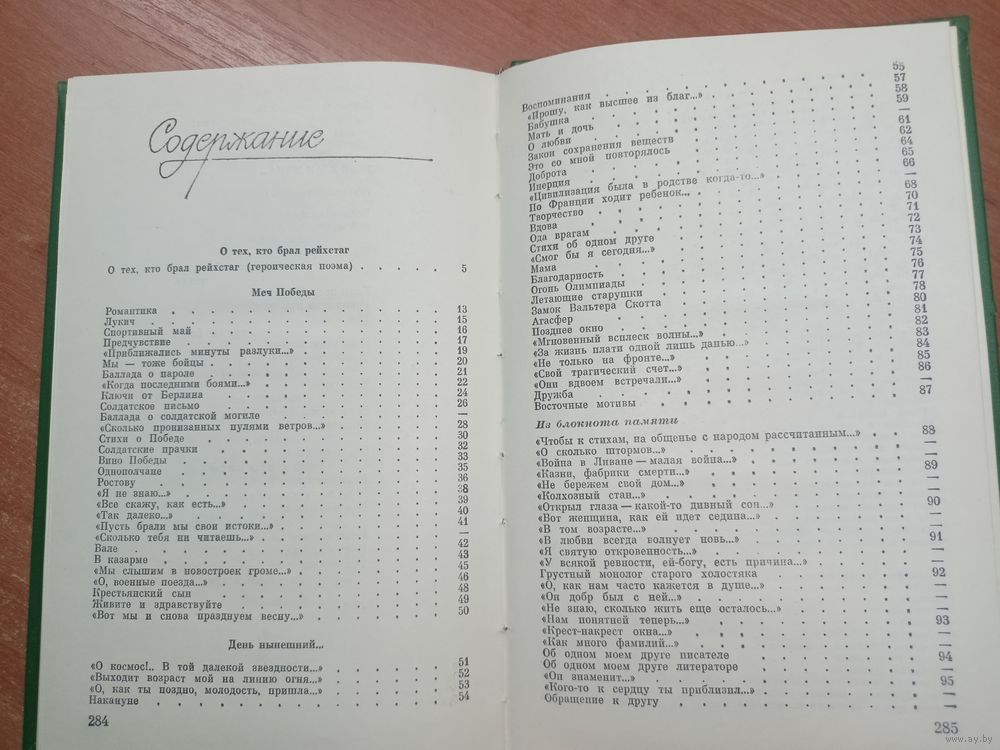 Содержание
О тех, кто брал рейхстаг
О тех, кто брал рейхстаг (героическая поэма) . . . . . 5
Меч Победы
Романтика 13
Лукич 15
Спортивный май 16
Предчувствие 17
«Приближались минуты разлуки...» 19
Мы — тоже бойцы 20
Баллада о пароле 21
«Когда последними боями...» 22
Ключи от Берлина 24
Солдатское письмо 26
Баллада о солдатской могиле —
«Сколько пронизанных пулями ветров...» 28
Стихи о Победе 30
Солдатские прачки 32
Вино Победы 33
Однополчане 35
Ростову 36
«Я не знаю...» 38
«Все скажу, как есть...» 39
«Так далеко...» 40
«Пусть брали мы свои истоки...» 41
«Сколько тебя ни читаешь...» —
Вале 42
В казарме 43
«Мы слышим в новостроек громе...» 45
«О, военные поезда...» 46
Крестьянский сын 48
Живите и здравствуйте 49
«Вот мы и снова празднуем весну...» 50
День нынешний...
«О космос!.. В той далекой звездности...» 51
«Выходит возраст мой на линию огня...» 52
«О, как ты поздно, молодость, пришла...» 53
Накануне 54
284
Воспоминания 55
«Прошу, как высшее из благ...» 57
Бабушка 58
Мать и дочь 59
О любви —
Закон сохранения веществ 61
Это со мной повторялось 62
Доброта 64
Инерция 65
«Цивилизация была в родстве когда-то...» 66
По Франции ходит ребенок... —
Творчество 68
Вдова 70
Ода врагам 71
Стихи об одном друге 72
«Смог бы я сегодня...» 73
Мама 74
Благодарность 75
Огонь Олимпиады 76
Летающие старушки 77
Замок Вальтера Скотта 78
Агасфер 80
Позднее окно 81
«Мгновенный всплеск волны...» 82
«За жизнь плати одной лишь данью...» 83
«Не только на фронте...» 84
«Свой трагический счет...» 85
«Они вдвоем встречали...» 86
Дружба —
Восточные мотивы 87
Из блокнота памяти
«Чтобы к стихам, на общенье с народом рассчитанным...» 88
«О сколько штормов...» —
«Война в Ливане — малая война...» —
«Казни, фабрики смерти...» 89
«Не бережем свой дом...» —
«Колхозный стан...» —
«Открыл глаза — какой-то дивный сон...» 90
«Вот женщина, как ей идет седина...» —
«В том возрасте...» —
«В любви всегда волнует новь...» 91
«Я святую откровенность...» —
«У всякой ревности, ей-богу, есть причина...» —
Грустный монолог старого холостяка 92
«О, как нам часто кажется в душе...» —
«Он добр был с ней...» —
«Не знаю, сколько жить еще осталось...» —
«Нам понятней теперь...» 93
«Крест-накрест окна...» —
«Как много фамилий...» —
Об одном моем друге писателе 94
Об одном моем друге литераторе —
«Он знаменит...» 95
«Кого-то к сердцу ты приблизил...» —
Обращение к другу —
285
www.ay.by